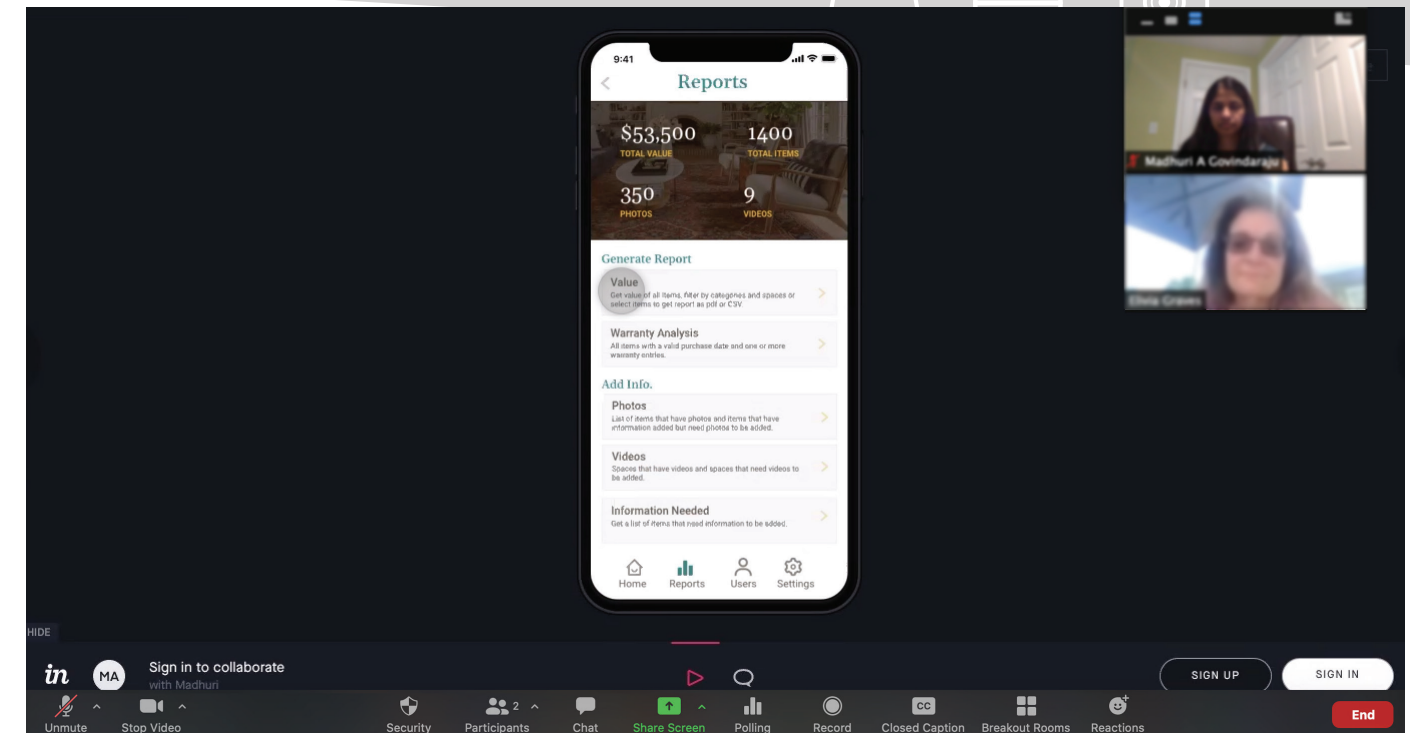 9:41
Reports
$53,500
TOTAL VALUE
1400
TOTAL ITEMS
350
PHOTOS
9
VIDEOS
Generate Report
Value
Get value of all items, filter by categories and spaces or
select items to get report as pdf or CSV
Warranty Analysis
All items with a valid purchase date and one or more
warranty entries.
Add Info.
Photos
List of items that have photos and items that have
information added but need photos to be added.
Videos
Spaces that have videos and spaces that need videos to
be added.
Information Needed
Get a list of items that need information to be added.
Home
Reports
Users
Settings
Madhuri A Govindaraju
Elivia Graves
HIDE
in
MA
Sign in to collaborate
with Madhuri
SIGN UP
SIGN IN
Unmute
Stop Video
Security
2
Participants
Chat
Share Screen
Polling
Record
CC
Closed Caption
Breakout Rooms
Reactions
End